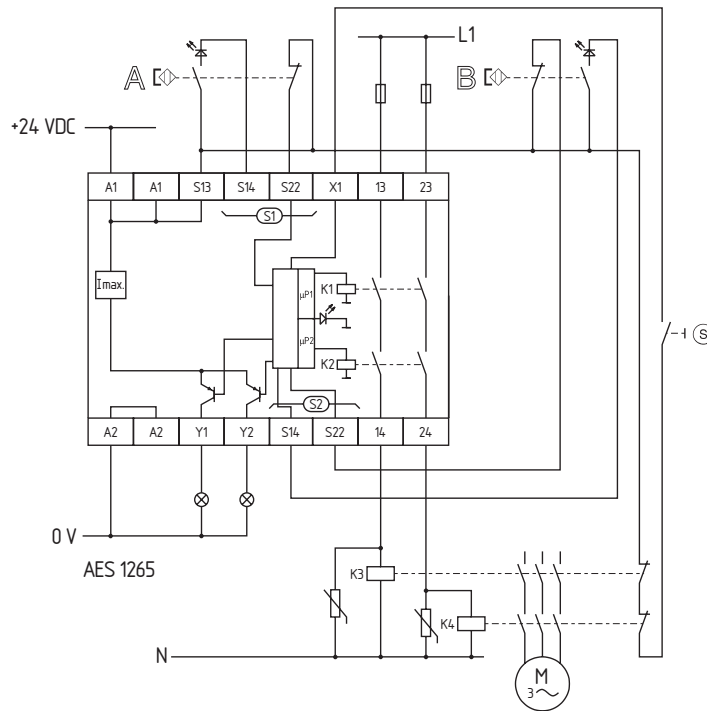 L1
A
B
+24 VDC
A1 A1 S13 S14 S22 X1 13 23
S1
Imax.
µP1
K1
S
µP2
K2
S2
A2 A2 Y1 Y2 S14 S22 14 24
0 V
AES 1265
K3
K4
N
M
3